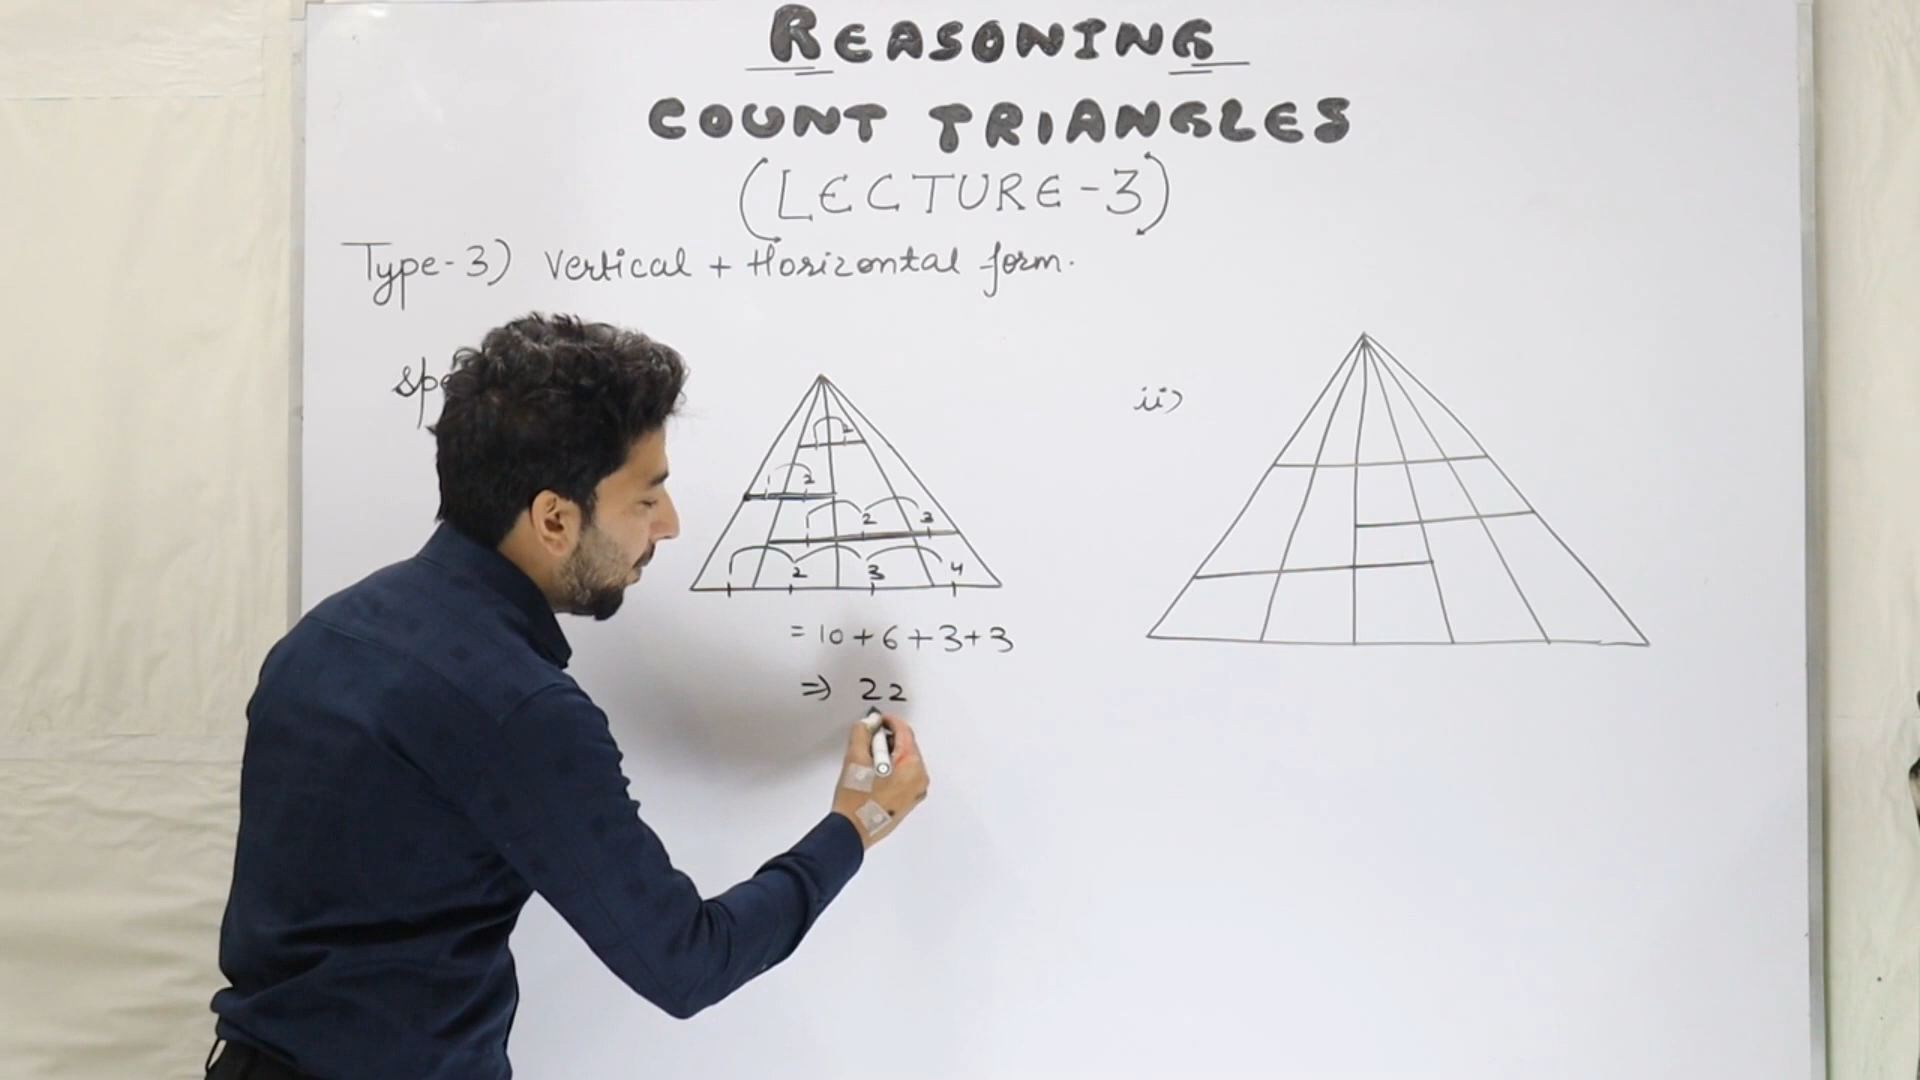 REASONING
COUNT TRIANGLES
(LECTURE-3)
Type-3) Vertical + Horizontal form.
ii)
2
2
2 3
2 3 4
= 10+6+3+3
⇒ 22